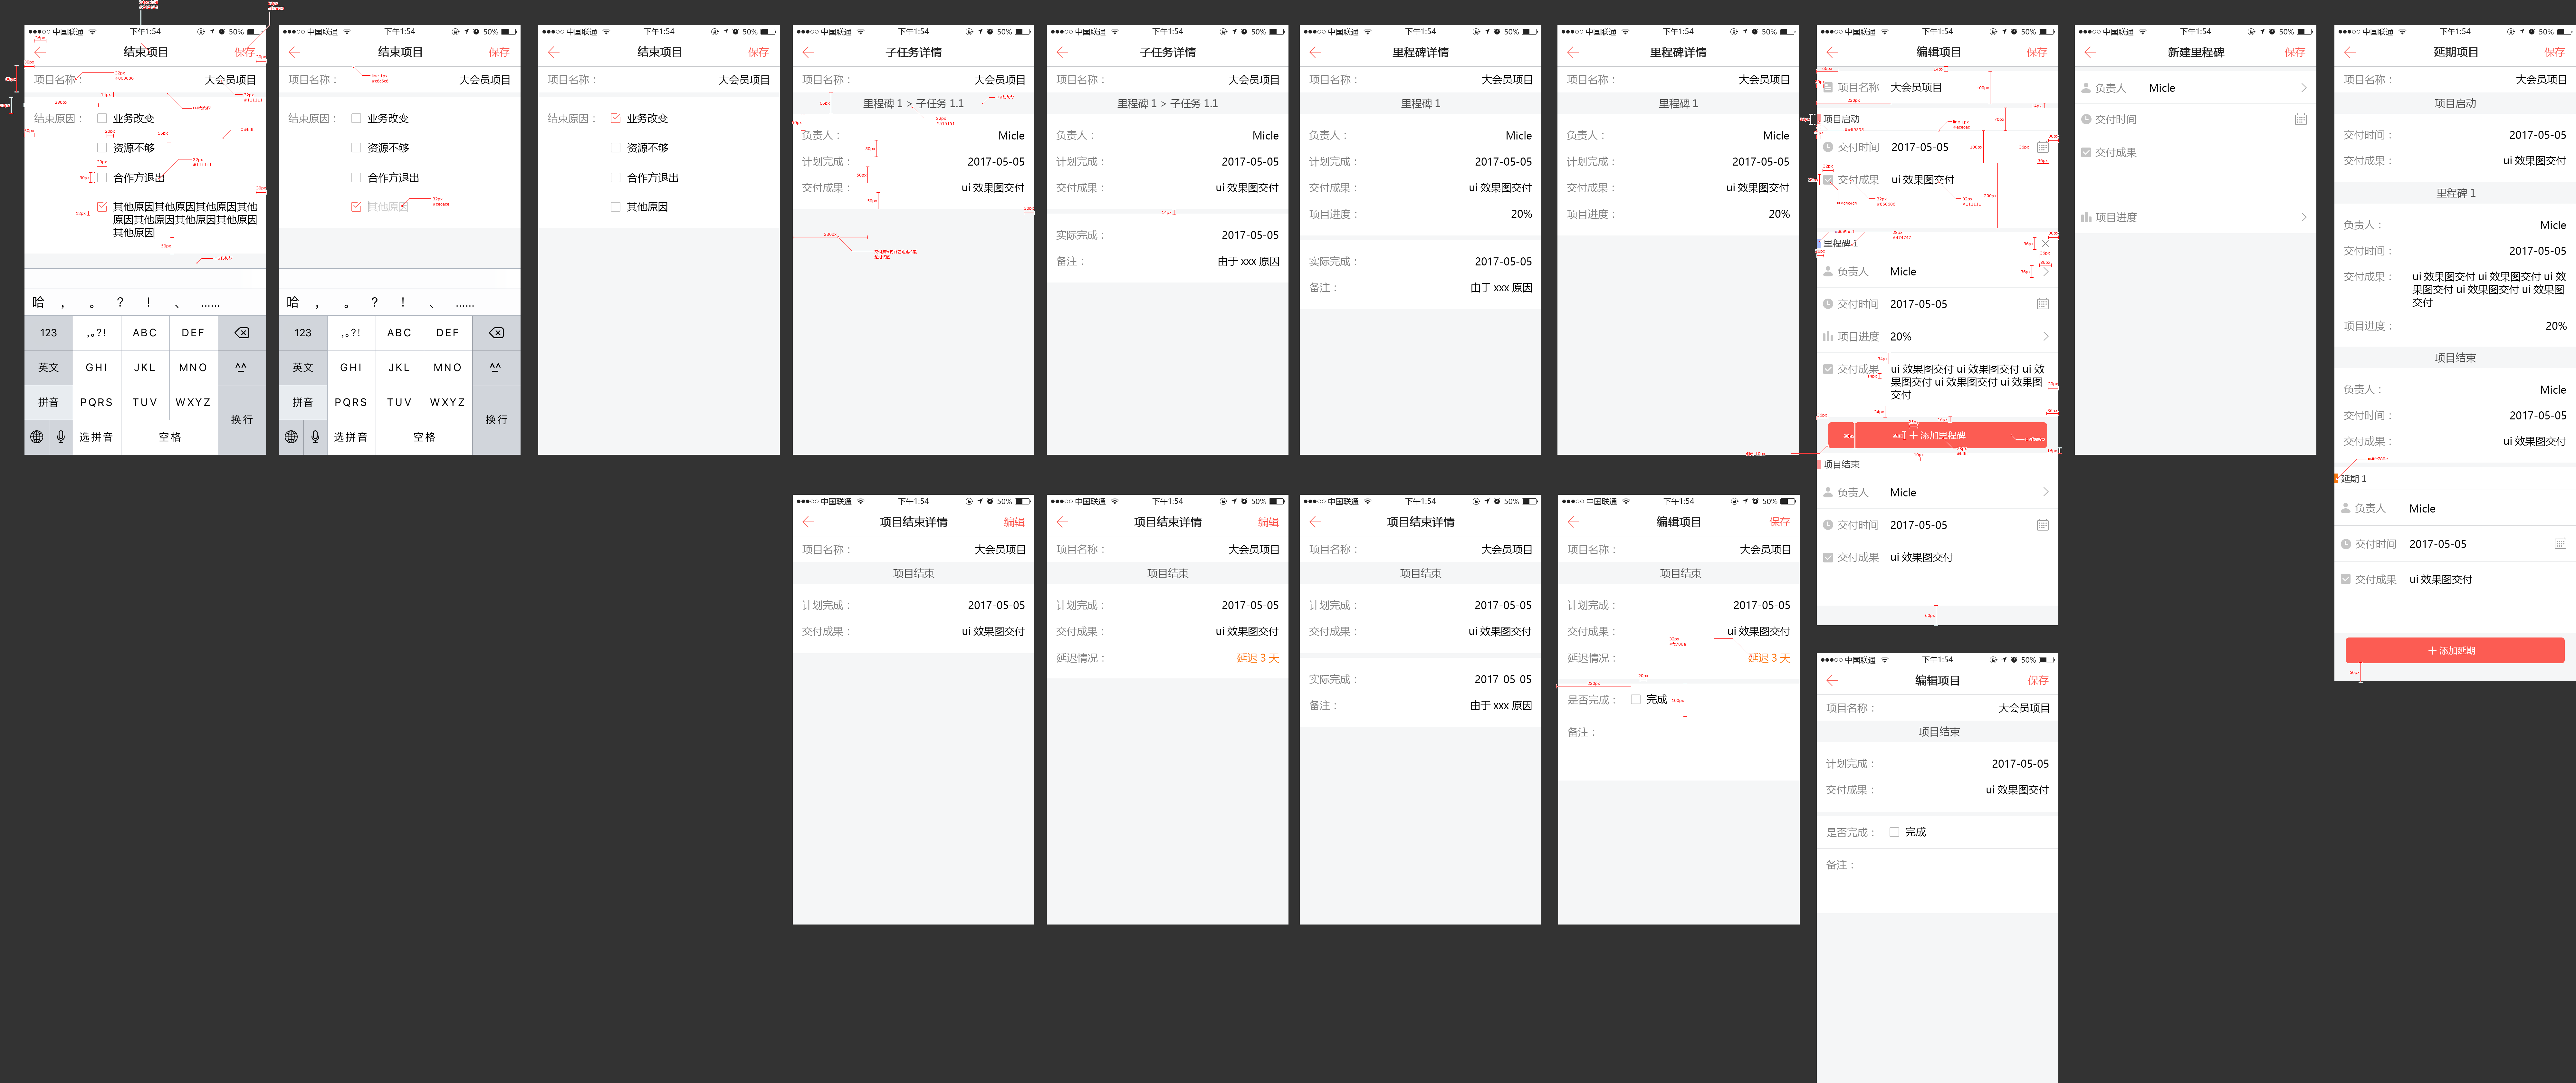 中国联通
下午1:54
50%
结束项目
保存
项目名称：
大会员项目
结束原因：
业务改变
资源不够
合作方退出
其他原因其他原因其他原因其他
原因其他原因其他原因其他原因
其他原因
哈 ， 。 ？ ！ 、 ……
123 ,。?! ABC DEF
英文 GHI JKL MNO ^^
拼音 PQRS TUV WXYZ
换行
选拼音 空格
中国联通
下午1:54
50%
结束项目
保存
项目名称：
大会员项目
结束原因：
业务改变
资源不够
合作方退出
其他原因
哈 ， 。 ？ ！ 、 ……
123 ,。?! ABC DEF
英文 GHI JKL MNO ^^
拼音 PQRS TUV WXYZ
换行
选拼音 空格
中国联通
下午1:54
50%
结束项目
保存
项目名称：
大会员项目
结束原因：
业务改变
资源不够
合作方退出
其他原因
中国联通
下午1:54
50%
子任务详情
项目名称：
大会员项目
里程碑 1 > 子任务 1.1
负责人：
Micle
计划完成：
2017-05-05
交付成果：
ui 效果图交付
中国联通
下午1:54
50%
子任务详情
项目名称：
大会员项目
里程碑 1 > 子任务 1.1
负责人：
Micle
计划完成：
2017-05-05
交付成果：
ui 效果图交付
实际完成：
2017-05-05
备注：
由于 xxx 原因
中国联通
下午1:54
50%
里程碑详情
项目名称：
大会员项目
里程碑 1
负责人：
Micle
计划完成：
2017-05-05
交付成果：
ui 效果图交付
项目进度：
20%
实际完成：
2017-05-05
备注：
由于 xxx 原因
中国联通
下午1:54
50%
里程碑详情
项目名称：
大会员项目
里程碑 1
负责人：
Micle
计划完成：
2017-05-05
交付成果：
ui 效果图交付
项目进度：
20%
中国联通
下午1:54
50%
编辑项目
保存
项目名称
大会员项目
项目启动
交付时间
2017-05-05
交付成果
ui 效果图交付
里程碑 1
负责人
Micle
交付时间
2017-05-05
项目进度
20%
交付成果
ui 效果图交付 ui 效果图交付 ui 效
果图交付 ui 效果图交付 ui 效果图
交付
+ 添加里程碑
项目结束
负责人
Micle
交付时间
2017-05-05
交付成果
ui 效果图交付
中国联通
下午1:54
50%
新建里程碑
保存
负责人
Micle
交付时间
交付成果
项目进度
下午1:54
中国联通
50%
延期项目
保存
项目名称：
大会员项目
项目启动
交付时间：
2017-05-05
交付成果：
ui 效果图交付
里程碑 1
负责人：
Micle
交付时间：
2017-05-05
交付成果：
ui 效果图交付 ui 效果图交付 ui 效
果图交付 ui 效果图交付 ui 效果图
交付
项目进度：
20%
项目结束
负责人：
Micle
交付时间：
2017-05-05
交付成果：
ui 效果图交付
延期 1
负责人
Micle
交付时间
2017-05-05
交付成果
ui 效果图交付
+ 添加延期
中国联通
下午1:54
50%
项目结束详情
编辑
项目名称：
大会员项目
项目结束
计划完成：
2017-05-05
交付成果：
ui 效果图交付
中国联通
下午1:54
50%
项目结束详情
编辑
项目名称：
大会员项目
项目结束
计划完成：
2017-05-05
交付成果：
ui 效果图交付
延迟情况：
延迟 3 天
中国联通
下午1:54
50%
项目结束详情
项目名称：
大会员项目
项目结束
计划完成：
2017-05-05
交付成果：
ui 效果图交付
实际完成：
2017-05-05
备注：
由于 xxx 原因
中国联通
下午1:54
50%
编辑项目
保存
项目名称：
大会员项目
项目结束
计划完成：
2017-05-05
交付成果：
ui 效果图交付
延迟情况：
延迟 3 天
是否完成：
完成
备注：
中国联通
下午1:54
50%
编辑项目
保存
项目名称：
大会员项目
项目结束
计划完成：
2017-05-05
交付成果：
ui 效果图交付
是否完成：
完成
备注：